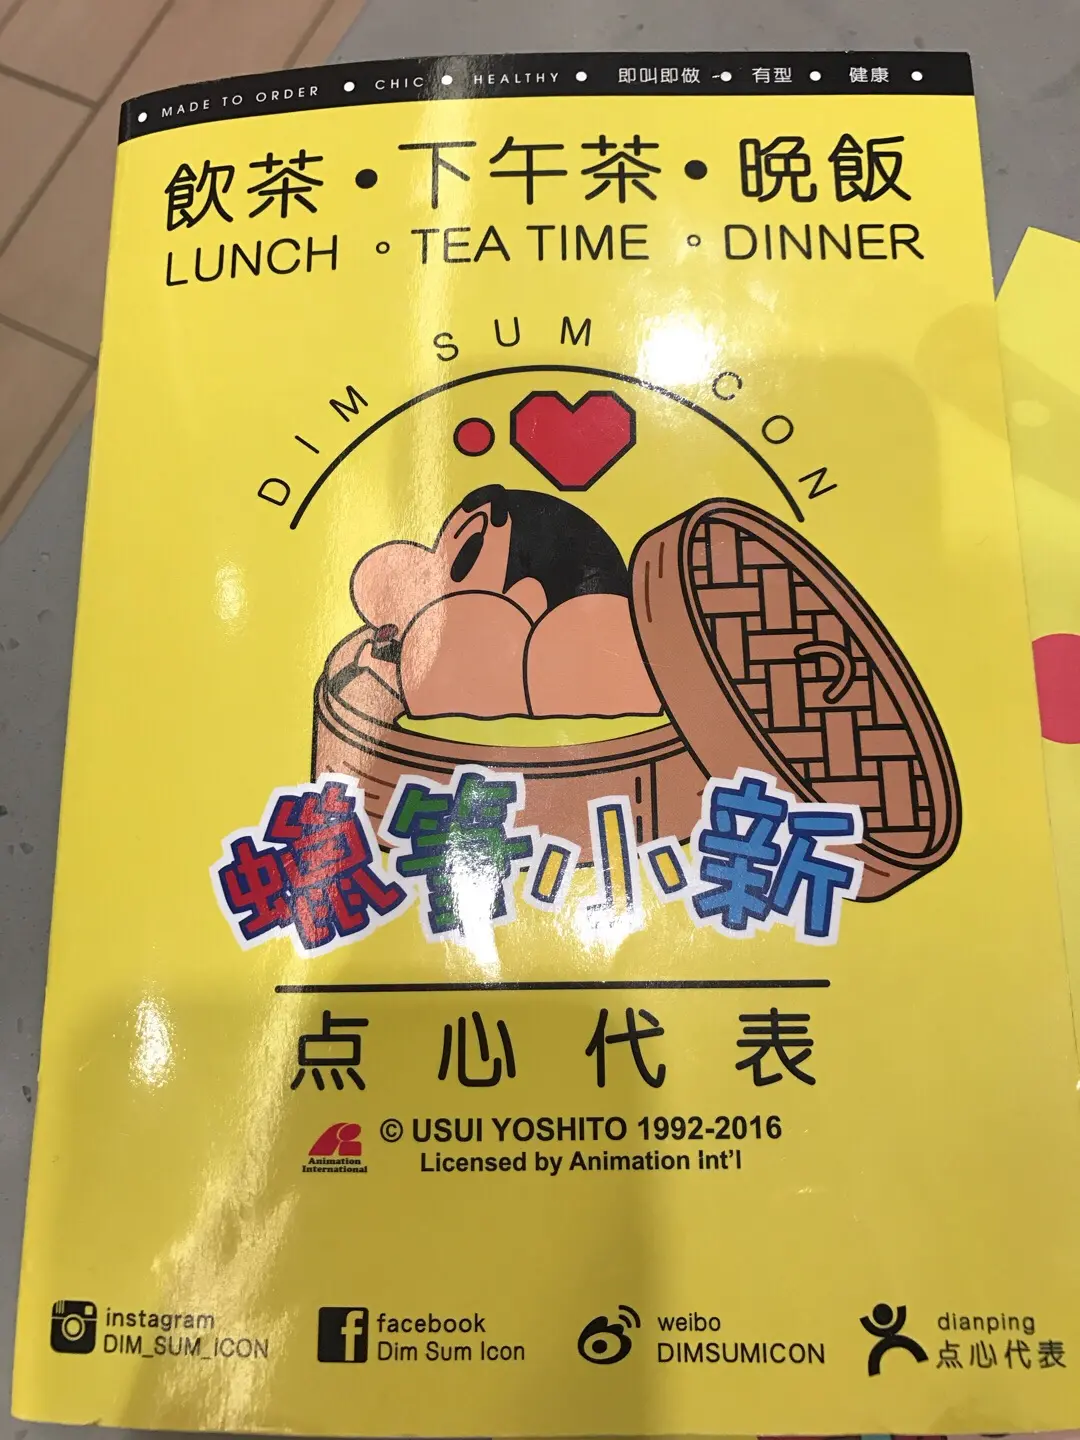 MADE TO ORDER ● CHIC ● HEALTHY ● 即叫即做 ● 有型 ● 健康 ●
飲茶・下午茶・晚飯
LUNCH ◦ TEA TIME ◦ DINNER
DIM SUM CON
蠟筆小新
点心代表
© USUI YOSHITO 1992-2016
Licensed by Animation Int'l
Animation
International
instagram
DIM_SUM_ICON
facebook
Dim Sum Icon
weibo
DIMSUMICON
dianping
点心代表